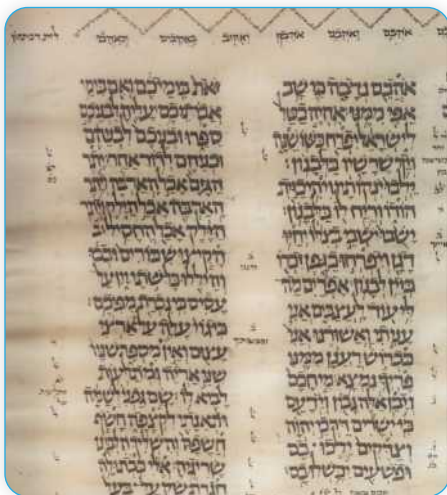 אהבם נדבה כי שב
אפי ממנו אהיה כטל
לישראל יפרח כשושנה
ויך שרשיו כלבנון׃
ילכו ינקותיו ויהי כזית
הודו וריח לו כלבנון׃
ישבו ישבי בצלו יחיו
דגן ויפרחו כגפן זכרו
כיין לבנון אפרים מה
לי עוד לעצבים אני
עניתי ואשורנו אני
כברוש רענן ממני
פריך נמצא מי חכם
ויבן אלה נבון וידעם
כי ישרים דרכי יהוה
וצדקים ילכו בם
ופשעים יכשלו בם
זאת בימיכם ואם בימי
אבתיכם עליה לבניכם
ספרו ובניכם לבניהם
ובניהם לדור אחר יתר
הגזם אכל הארבה ויתר
הארבה אכל הילק ויתר
הילק אכל החסיל
הקיצו שכורים ובכו
והיללו כל שתי יין על
עסיס כי נכרת מפיכם׃
כי גוי עלה על ארצי
עצום ואין מספר שניו
שני אריה ומתלעות
לביא לו׃ שם גפני לשמה
ותאנתי לקצפה חשף
חשפה והשליך הלבינו
שריגיה אלי כבתולה
חגרת שק על בעל